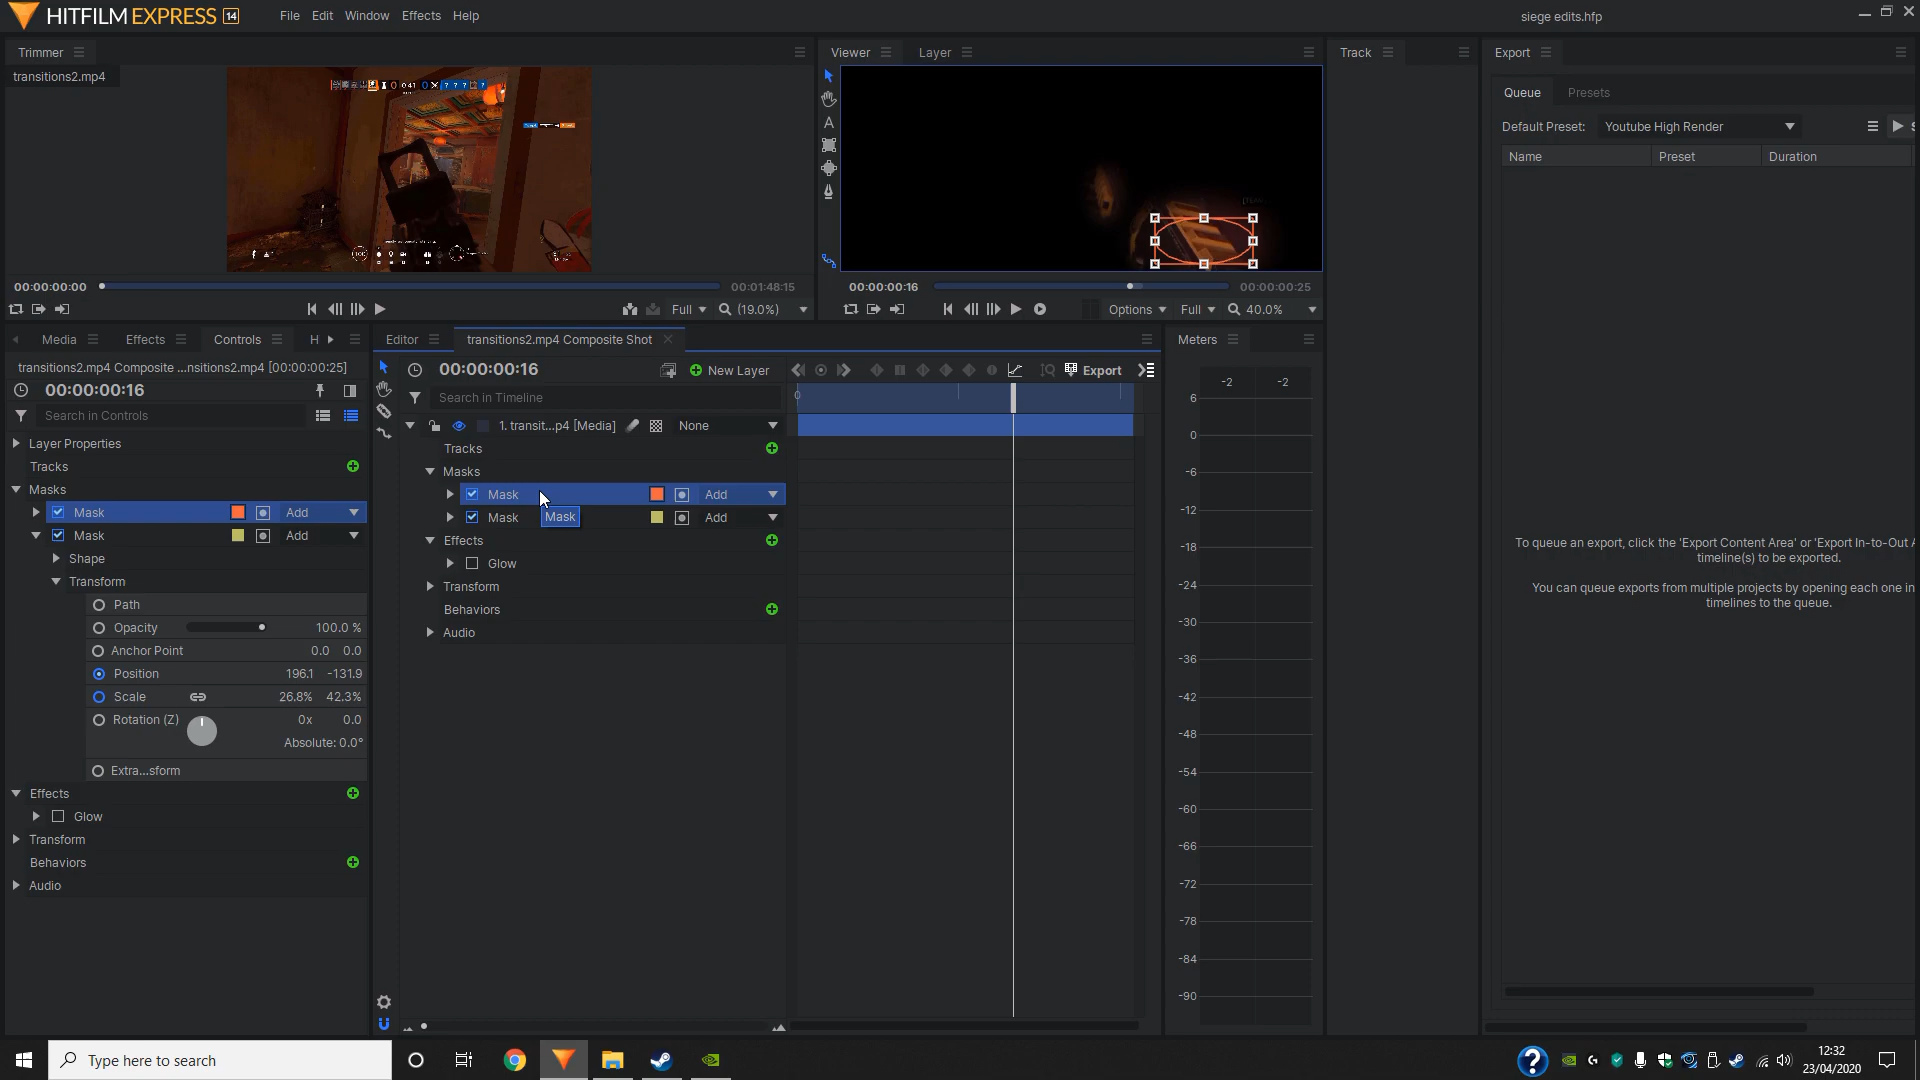 HITFILM EXPRESS 14
File Edit Window Effects Help
siege edits.hfp
Trimmer
transitions2.mp4
0 0:41 0 ? ? ? ?
00:00:00:00
00:01:48:15
Full
(19.0%)
Viewer
Layer
00:00:00:16
00:00:00:25
Options
Full
40.0%
Track
Export
Queue
Presets
Default Preset:
Youtube High Render
Name
Preset
Duration
To queue an export, click the 'Export Content Area' or 'Export In-to-Out A
timeline(s) to be exported.
You can queue exports from multiple projects by opening each one in
timelines to the queue.
Media
Effects
Controls
H
transitions2.mp4 Composite ...nsitions2.mp4 [00:00:00:25]
00:00:00:16
Search in Controls
Layer Properties
Tracks
Masks
Mask
Add
Mask
Add
Shape
Transform
Path
Opacity
100.0 %
Anchor Point
0.0 0.0
Position
196.1 -131.9
Scale
26.8% 42.3%
Rotation (Z)
0x 0.0
Absolute: 0.0°
Extra...sform
Effects
Glow
Transform
Behaviors
Audio
Editor
transitions2.mp4 Composite Shot
00:00:00:16
New Layer
Export
Search in Timeline
0
1. transit...p4 [Media]
None
Tracks
Masks
Mask
Add
Mask
Mask
Add
Effects
Glow
Transform
Behaviors
Audio
Meters
-2 -2
6
0
-6
-12
-18
-24
-30
-36
-42
-48
-54
-60
-66
-72
-78
-84
-90
Type here to search
12:32
23/04/2020